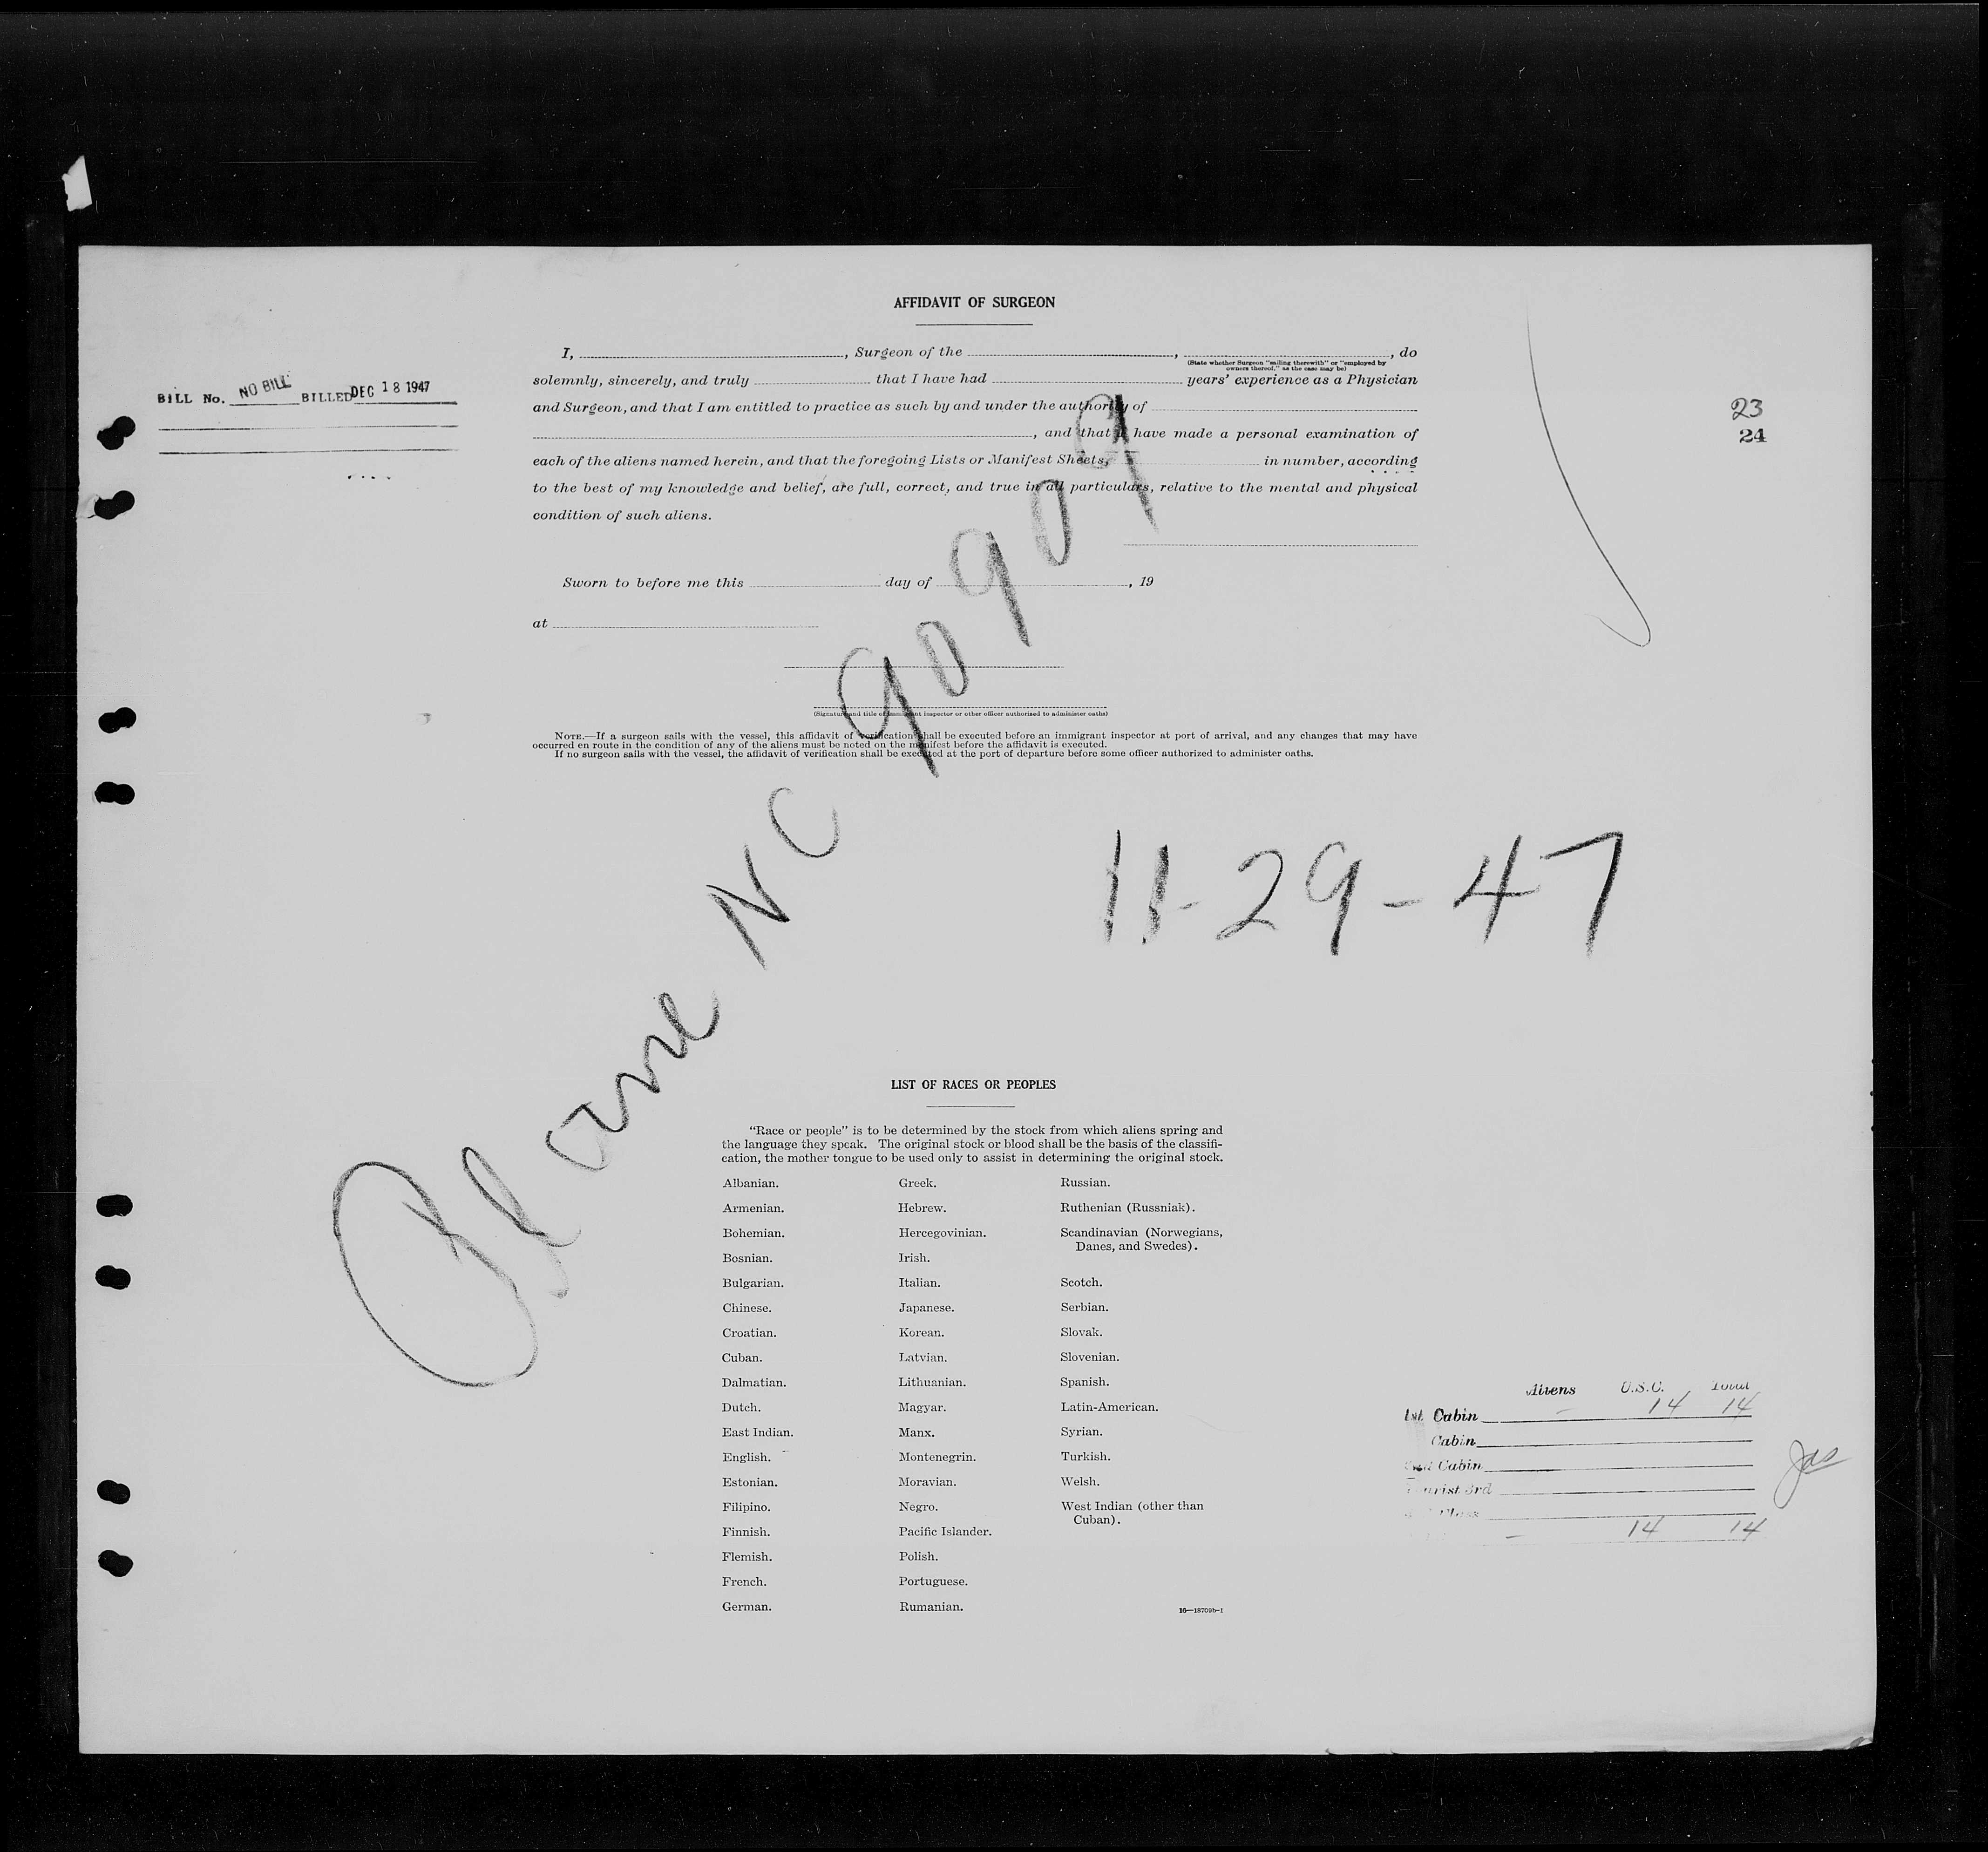 AFFIDAVIT OF SURGEON
I, , Surgeon of the , , do
(State whether Surgeon "sailing therewith" or "employed by
owners thereof," as the case may be)
solemnly, sincerely, and truly that I have had years' experience as a Physician
and Surgeon, and that I am entitled to practice as such by and under the authority of
, and that I have made a personal examination of
each of the aliens named herein, and that the foregoing Lists or Manifest Sheets, in number, according
to the best of my knowledge and belief, are full, correct, and true in all particulars, relative to the mental and physical
condition of such aliens.
Sworn to before me this day of , 19
at
(Signature and title of immigrant inspector or other officer authorized to administer oaths)
NOTE.—If a surgeon sails with the vessel, this affidavit of verification shall be executed before an immigrant inspector at port of arrival, and any changes that may have
occurred en route in the condition of any of the aliens must be noted on the manifest before the affidavit is executed.
If no surgeon sails with the vessel, the affidavit of verification shall be executed at the port of departure before some officer authorized to administer oaths.
BILL No. NO BILL BILLED DEC 18 1947
23
24
Plane NC 90909
11-29-47
LIST OF RACES OR PEOPLES
"Race or people" is to be determined by the stock from which aliens spring and
the language they speak. The original stock or blood shall be the basis of the classifi-
cation, the mother tongue to be used only to assist in determining the original stock.
Albanian.
Armenian.
Bohemian.
Bosnian.
Bulgarian.
Chinese.
Croatian.
Cuban.
Dalmatian.
Dutch.
East Indian.
English.
Estonian.
Filipino.
Finnish.
Flemish.
French.
German.
Greek.
Hebrew.
Hercegovinian.
Irish.
Italian.
Japanese.
Korean.
Latvian.
Lithuanian.
Magyar.
Manx.
Montenegrin.
Moravian.
Negro.
Pacific Islander.
Polish.
Portuguese.
Rumanian.
Russian.
Ruthenian (Russniak).
Scandinavian (Norwegians,
Danes, and Swedes).
Scotch.
Serbian.
Slovak.
Slovenian.
Spanish.
Latin-American.
Syrian.
Turkish.
Welsh.
West Indian (other than
Cuban).
16—18709b-1
Aliens U.S.C. Total
1st Cabin - 14 14
Cabin
2nd Cabin
Tourist 3rd
Class
- 14 14